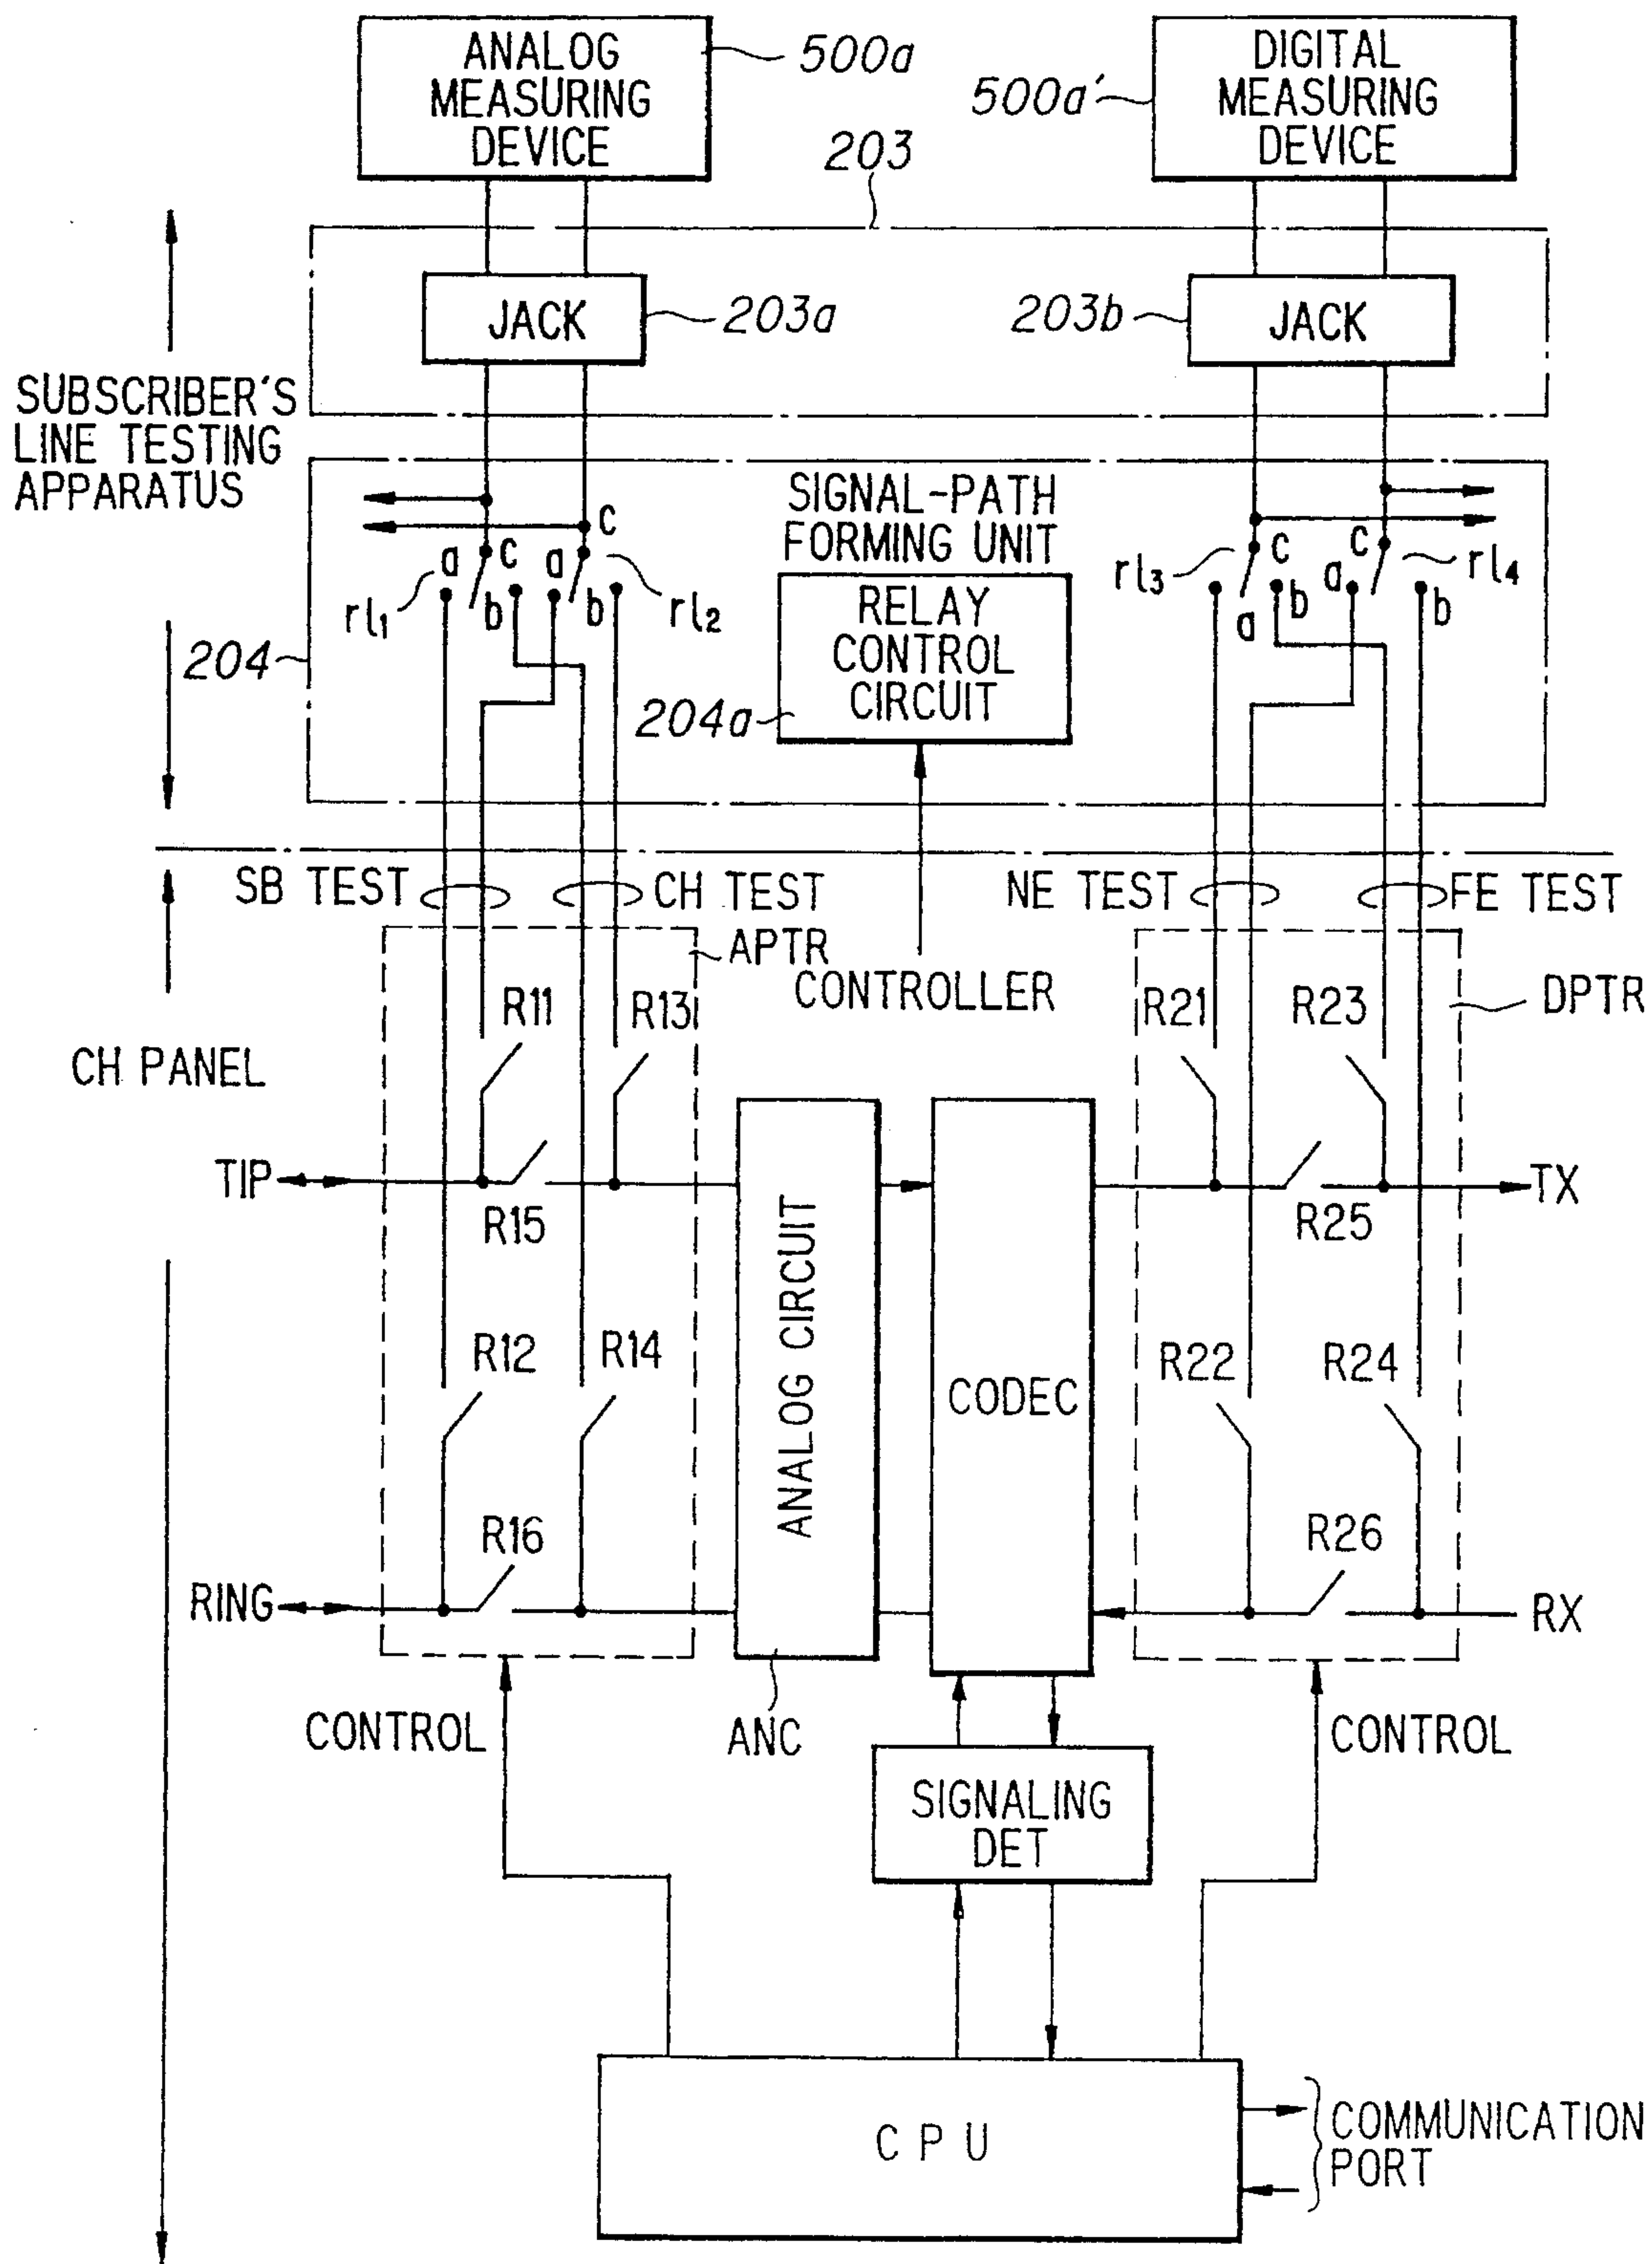 ANALOG
MEASURING
DEVICE
500a
DIGITAL
MEASURING
DEVICE
500a'
203
JACK
203a
203b
JACK
SUBSCRIBER'S
LINE TESTING
APPARATUS
SIGNAL-PATH
FORMING UNIT
a
c
b
rl1
a
c
b
rl2
rl3
c
a
b
c
a
b
rl4
RELAY
CONTROL
CIRCUIT
204
204a
SB TEST
CH TEST
NE TEST
FE TEST
APTR
CONTROLLER
DPTR
R11
R13
R21
R23
CH PANEL
TIP
R15
R25
TX
ANALOG CIRCUIT
CODEC
R12
R14
R22
R24
R16
R26
RING
RX
CONTROL
ANC
CONTROL
SIGNALING
DET
CPU
COMMUNICATION
PORT